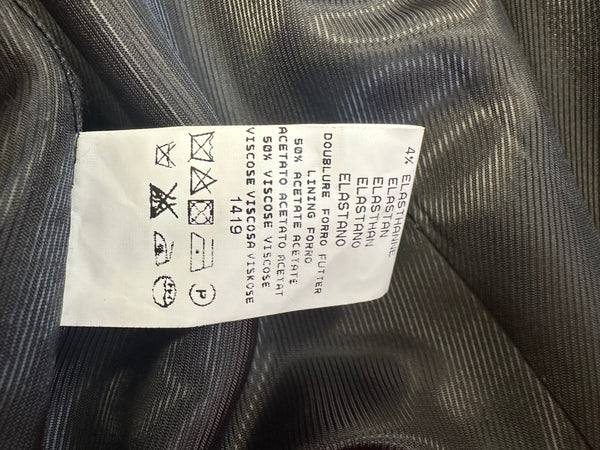 4% ELASTHANNE
ELASTAN
ELASTHAN
ELASTANO
ELASTANO
DOUBLURE FORRO FUTTER
LINING FORRO
50% ACETATE ACETATE
ACETATO ACETATO ACETAT
50% VISCOSE VISCOSE
VISCOSE VISCOSA VISKOSE
1419
P